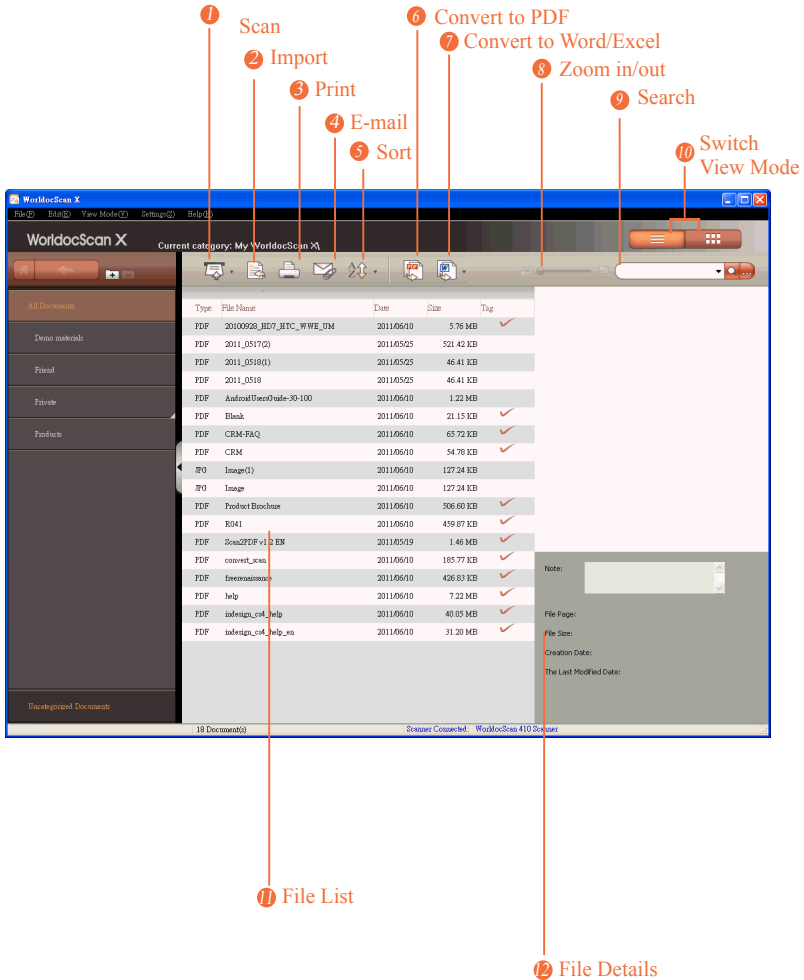 1 Scan
2 Import
3 Print
4 E-mail
5 Sort
6 Convert to PDF
7 Convert to Word/Excel
8 Zoom in/out
9 Search
10 Switch
View Mode
WorldocScan X
File(F) Edit(E) View Mode(V) Settings(S) Help(H)
WorldocScan X
Current category: My WorldocScan X\
All Documents
Demo materials
Friend
Private
Products
Uncategorized Documents
Type File Name Date Size Tag
PDF 20100928_HD7_HTC_WWE_UM 2011/06/10 5.76 MB
PDF 2011_0517(2) 2011/05/25 521.42 KB
PDF 2011_0518(1) 2011/05/25 46.41 KB
PDF 2011_0518 2011/05/25 46.41 KB
PDF AndroidUsersGuide-30-100 2011/06/10 1.22 MB
PDF Blank 2011/06/10 21.15 KB
PDF CRM-FAQ 2011/06/10 65.72 KB
PDF CRM 2011/06/10 54.78 KB
JPG Image(1) 2011/06/10 127.24 KB
JPG Image 2011/06/10 127.24 KB
PDF Product Brochure 2011/06/10 506.60 KB
PDF R041 2011/06/10 459.87 KB
PDF Scan2PDF v1.2 EN 2011/05/19 1.46 MB
PDF convert_scan 2011/06/10 185.77 KB
PDF freerenaissance 2011/06/10 426.83 KB
PDF help 2011/06/10 7.22 MB
PDF indesign_cs4_help 2011/06/10 40.05 MB
PDF indesign_cs4_help_en 2011/06/10 31.20 MB
Note:
File Page:
File Size:
Creation Date:
The Last Modified Date:
18 Document(s) Scanner Connected: WorldocScan 410 Scanner
11 File List
12 File Details